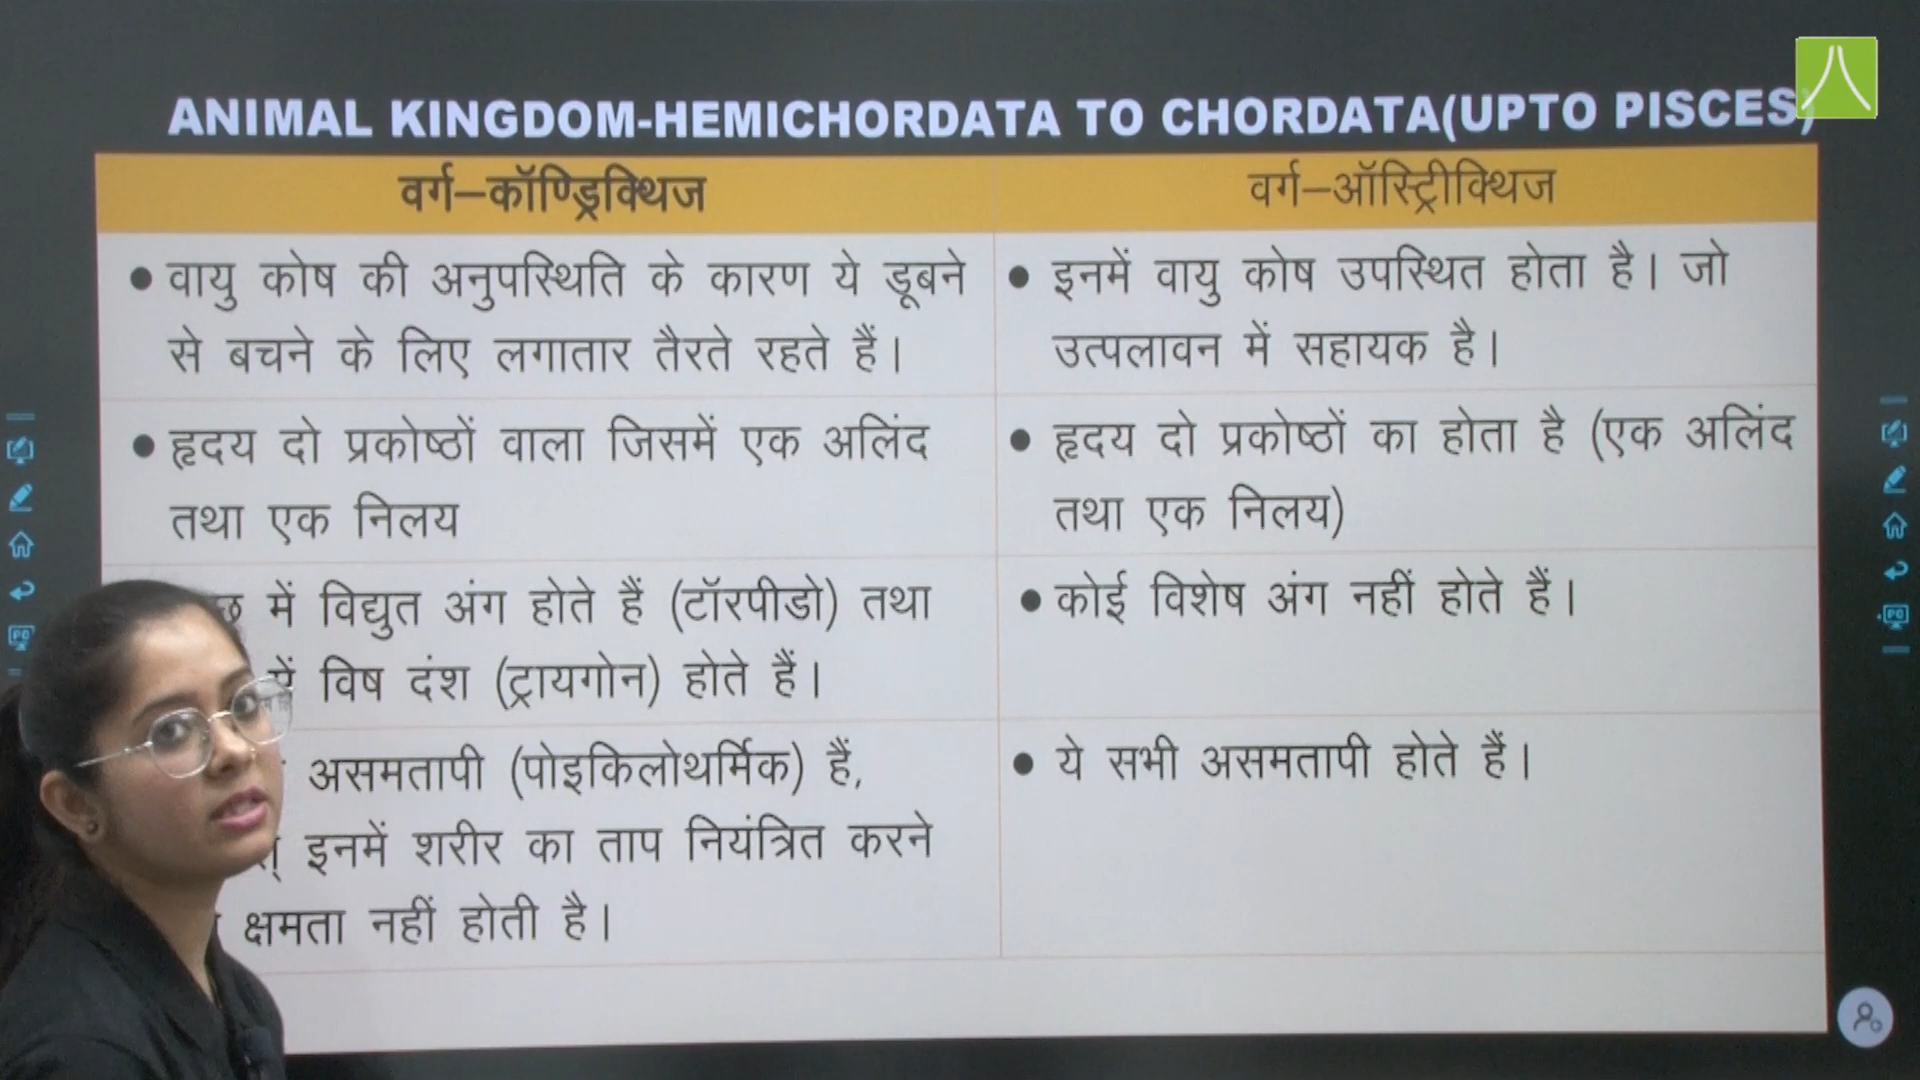 ANIMAL KINGDOM-HEMICHORDATA TO CHORDATA(UPTO PISCES)
वर्ग–कॉण्ड्रिक्थिज
वर्ग–ऑस्ट्रीक्थिज
• वायु कोष की अनुपस्थिति के कारण ये डूबने
से बचने के लिए लगातार तैरते रहते हैं।
• इनमें वायु कोष उपस्थित होता है। जो
उत्पलावन में सहायक है।
• हृदय दो प्रकोष्ठों वाला जिसमें एक अलिंद
तथा एक निलय
• हृदय दो प्रकोष्ठों का होता है (एक अलिंद
तथा एक निलय)
में विद्युत अंग होते हैं (टॉरपीडो) तथा
में विष दंश (ट्रायगोन) होते हैं।
• कोई विशेष अंग नहीं होते हैं।
असमतापी (पोइकिलोथर्मिक) हैं,
इनमें शरीर का ताप नियंत्रित करने
क्षमता नहीं होती है।
• ये सभी असमतापी होते हैं।